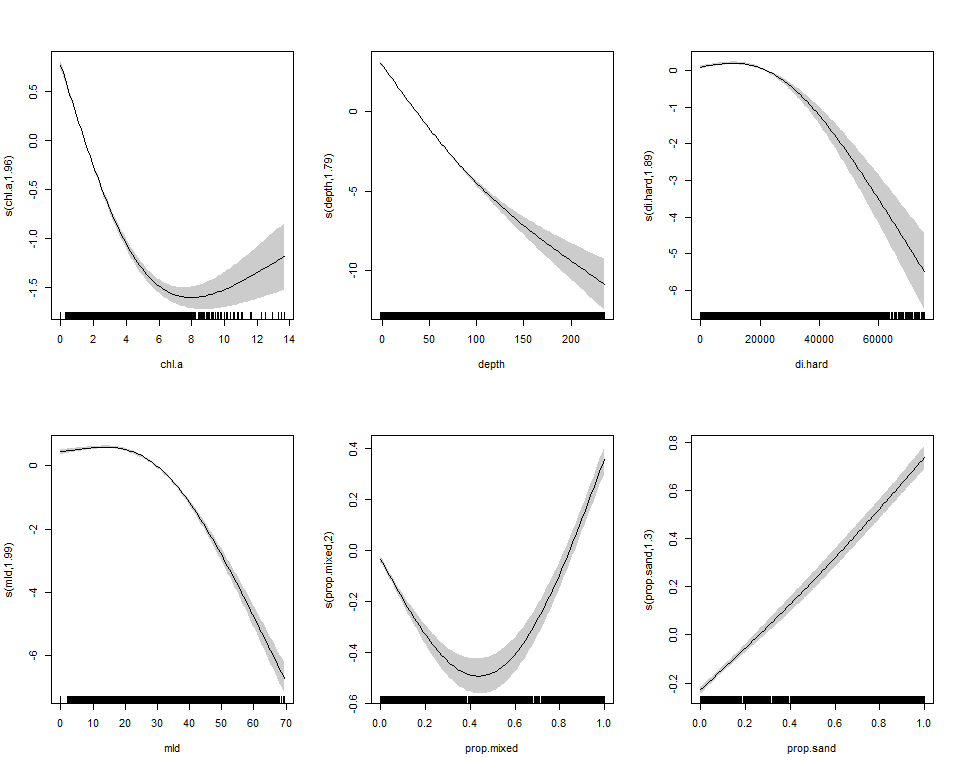 s(chl.a,1.96)
0.5
0.0
-0.5
-1.0
-1.5
0 2 4 6 8 10 12 14
chl.a
s(depth,1.79)
0
-5
-10
0 50 100 150 200
depth
s(di.hard,1.89)
0
-1
-2
-3
-4
-5
-6
0 20000 40000 60000
di.hard
s(mld,1.99)
0
-2
-4
-6
0 10 20 30 40 50 60 70
mld
s(prop.mixed,2)
0.4
0.2
0.0
-0.2
-0.4
-0.6
0.0 0.2 0.4 0.6 0.8 1.0
prop.mixed
s(prop.sand,1.3)
0.8
0.6
0.4
0.2
0.0
-0.2
0.0 0.2 0.4 0.6 0.8 1.0
prop.sand